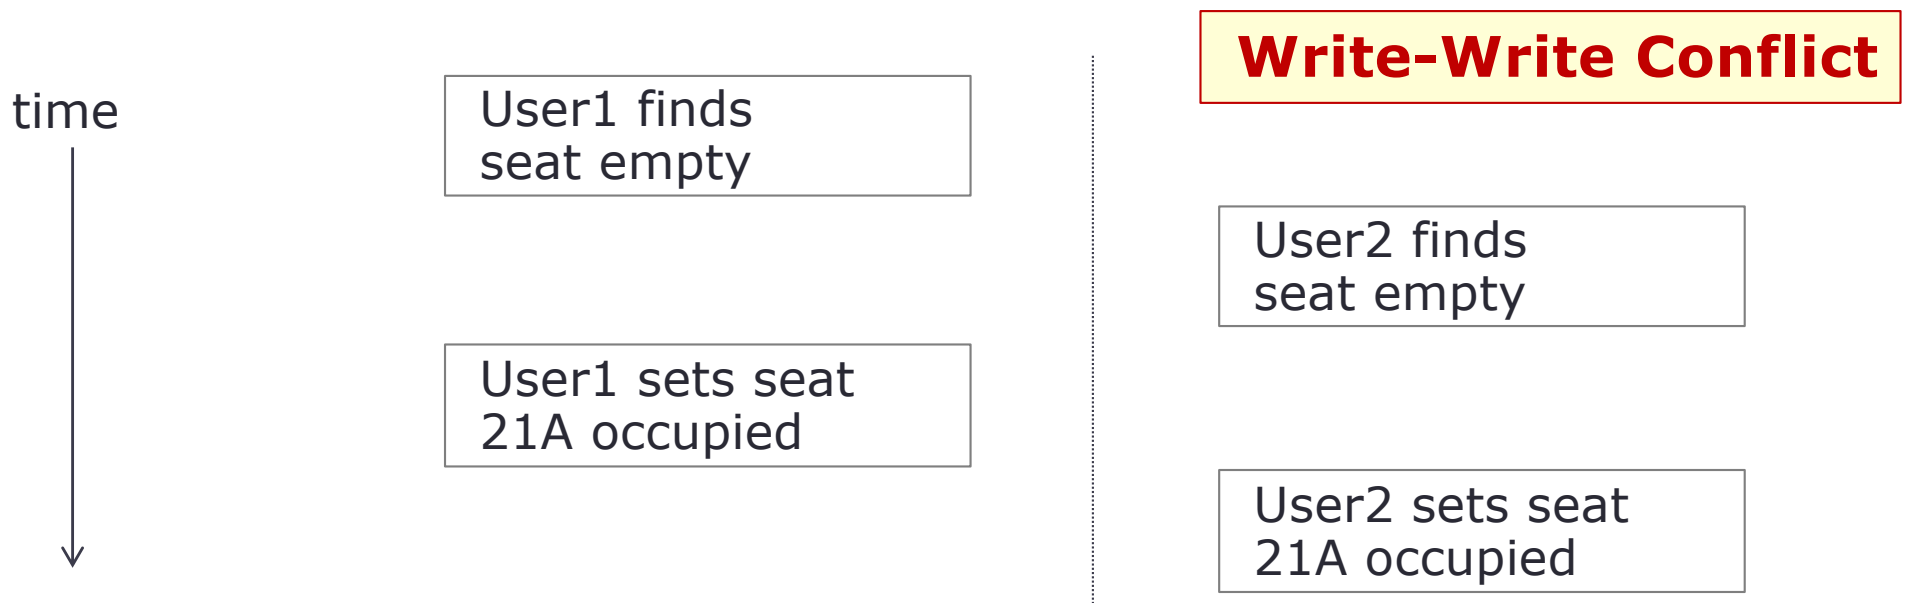 Write-Write Conflict
time
User1 finds
seat empty
User2 finds
seat empty
User1 sets seat
21A occupied
User2 sets seat
21A occupied